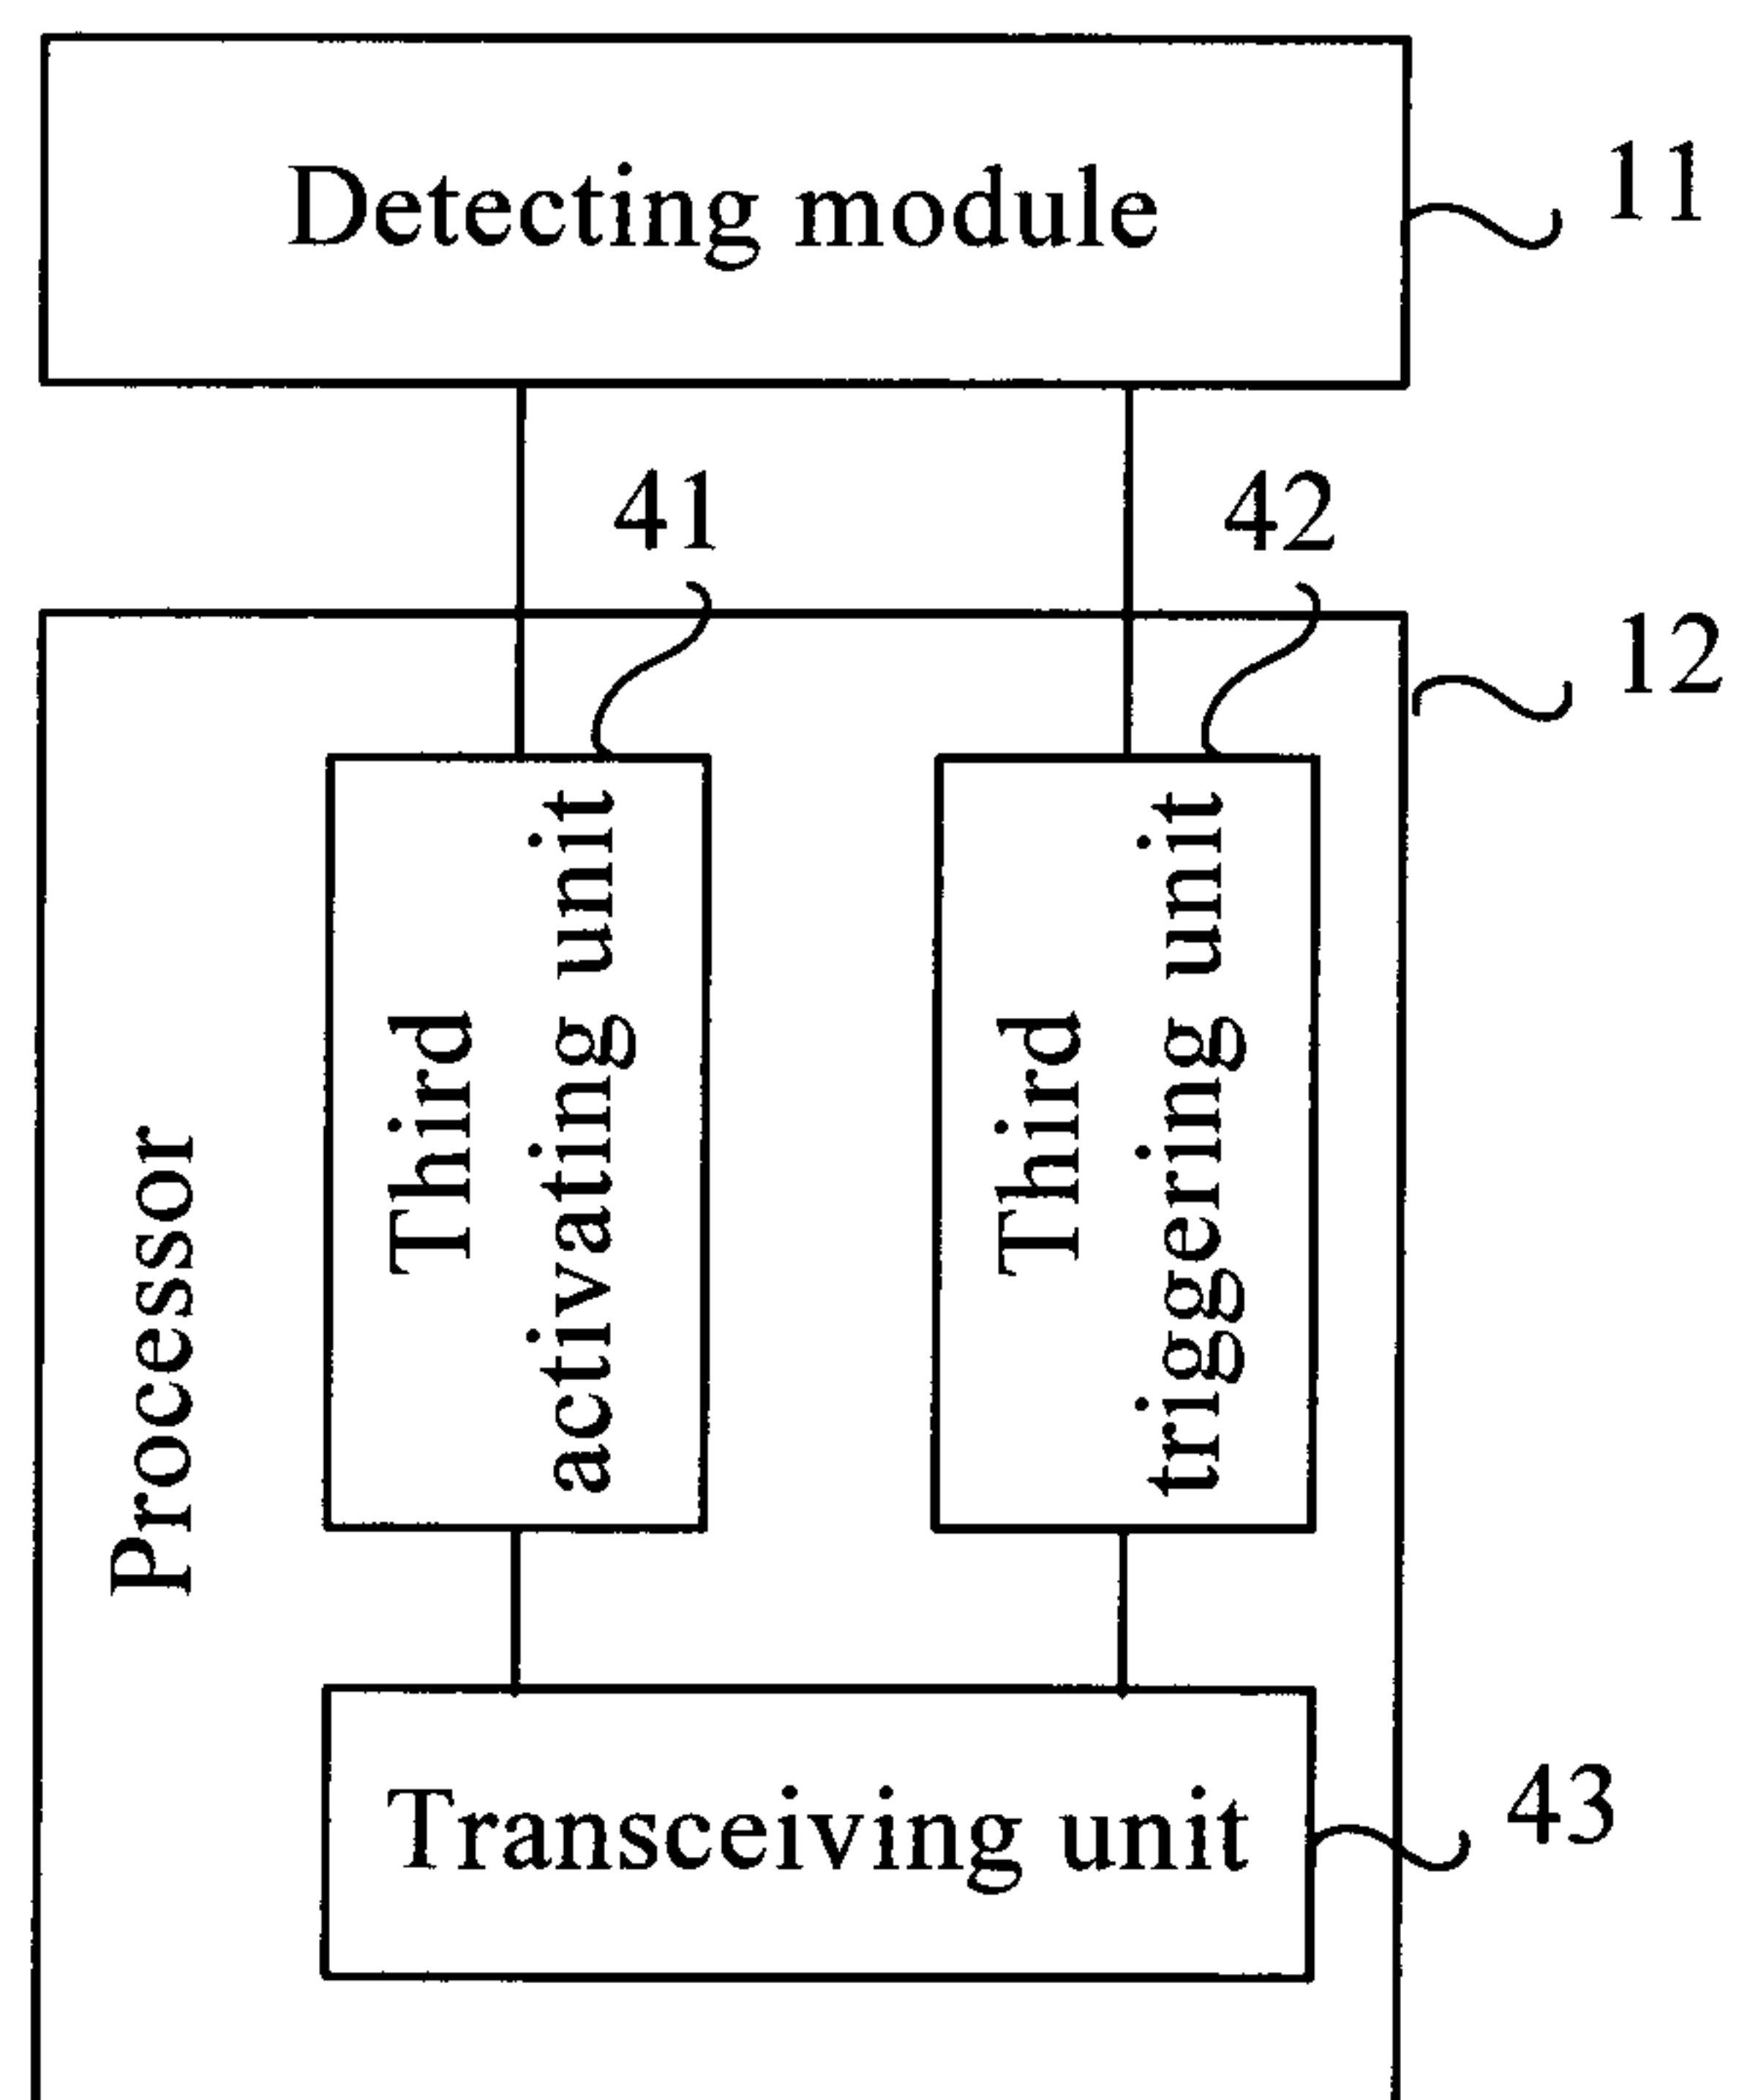 Detecting module
11
41
42
12
Processor
Third
activating unit
Third
triggering unit
Transceiving unit
43